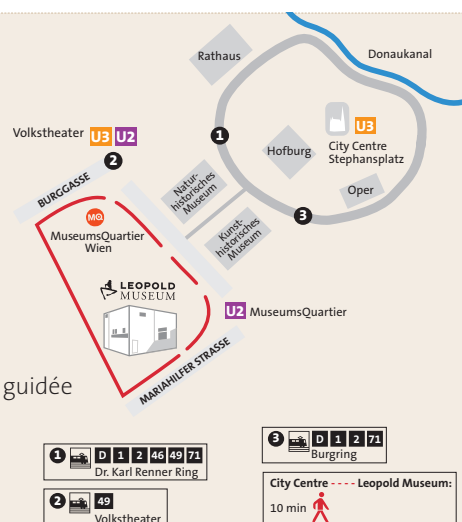 Rathaus
Donaukanal
Volkstheater U3 U2
2
1
U3
City Centre
Stephansplatz
Hofburg
Oper
3
BURGGASSE
Natur-
historisches
Museum
Kunst-
historisches
Museum
MQ
MuseumsQuartier
Wien
LEOPOLD
MUSEUM
U2 MuseumsQuartier
MARIAHILFER STRASSE
guidée
1 D 1 2 46 49 71
Dr. Karl Renner Ring
2 49
Volkstheater
3 D 1 2 71
Burgring
City Centre - - - - Leopold Museum:
10 min